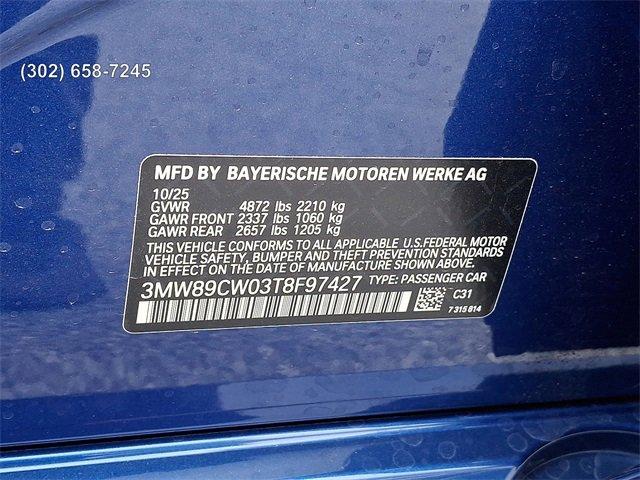 (302) 658-7245
MFD BY BAYERISCHE MOTOREN WERKE AG
10/25
GVWR 4872 lbs 2210 kg
GAWR FRONT 2337 lbs 1060 kg
GAWR REAR 2657 lbs 1205 kg
THIS VEHICLE CONFORMS TO ALL APPLICABLE U.S.FEDERAL MOTOR
VEHICLE SAFETY, BUMPER AND THEFT PREVENTION STANDARDS
IN EFFECT ON THE DATE OF MANUFACTURE SHOWN ABOVE.
3MW89CW03T8F97427 TYPE: PASSENGER CAR
C31
7315814